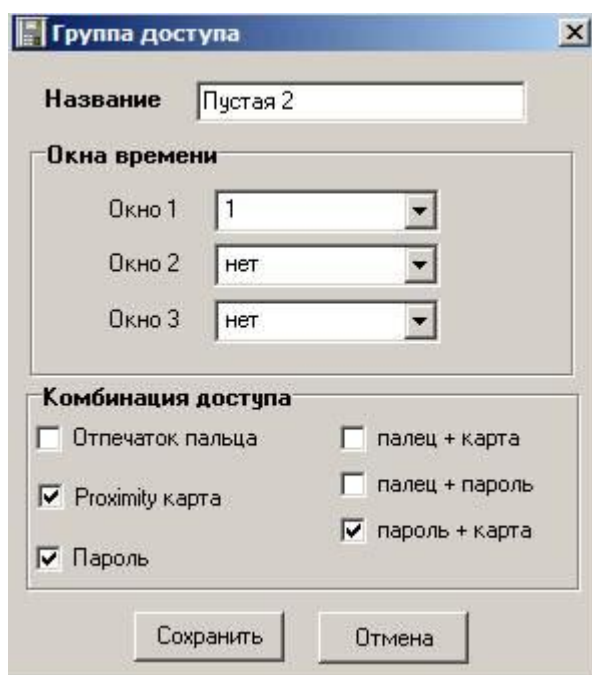 Группа доступа
Название Пустая 2
Окна времени
Окно 1 1
Окно 2 нет
Окно 3 нет
Комбинация доступа
Отпечаток пальца палец + карта
Proximity карта палец + пароль
Пароль пароль + карта
Сохранить Отмена